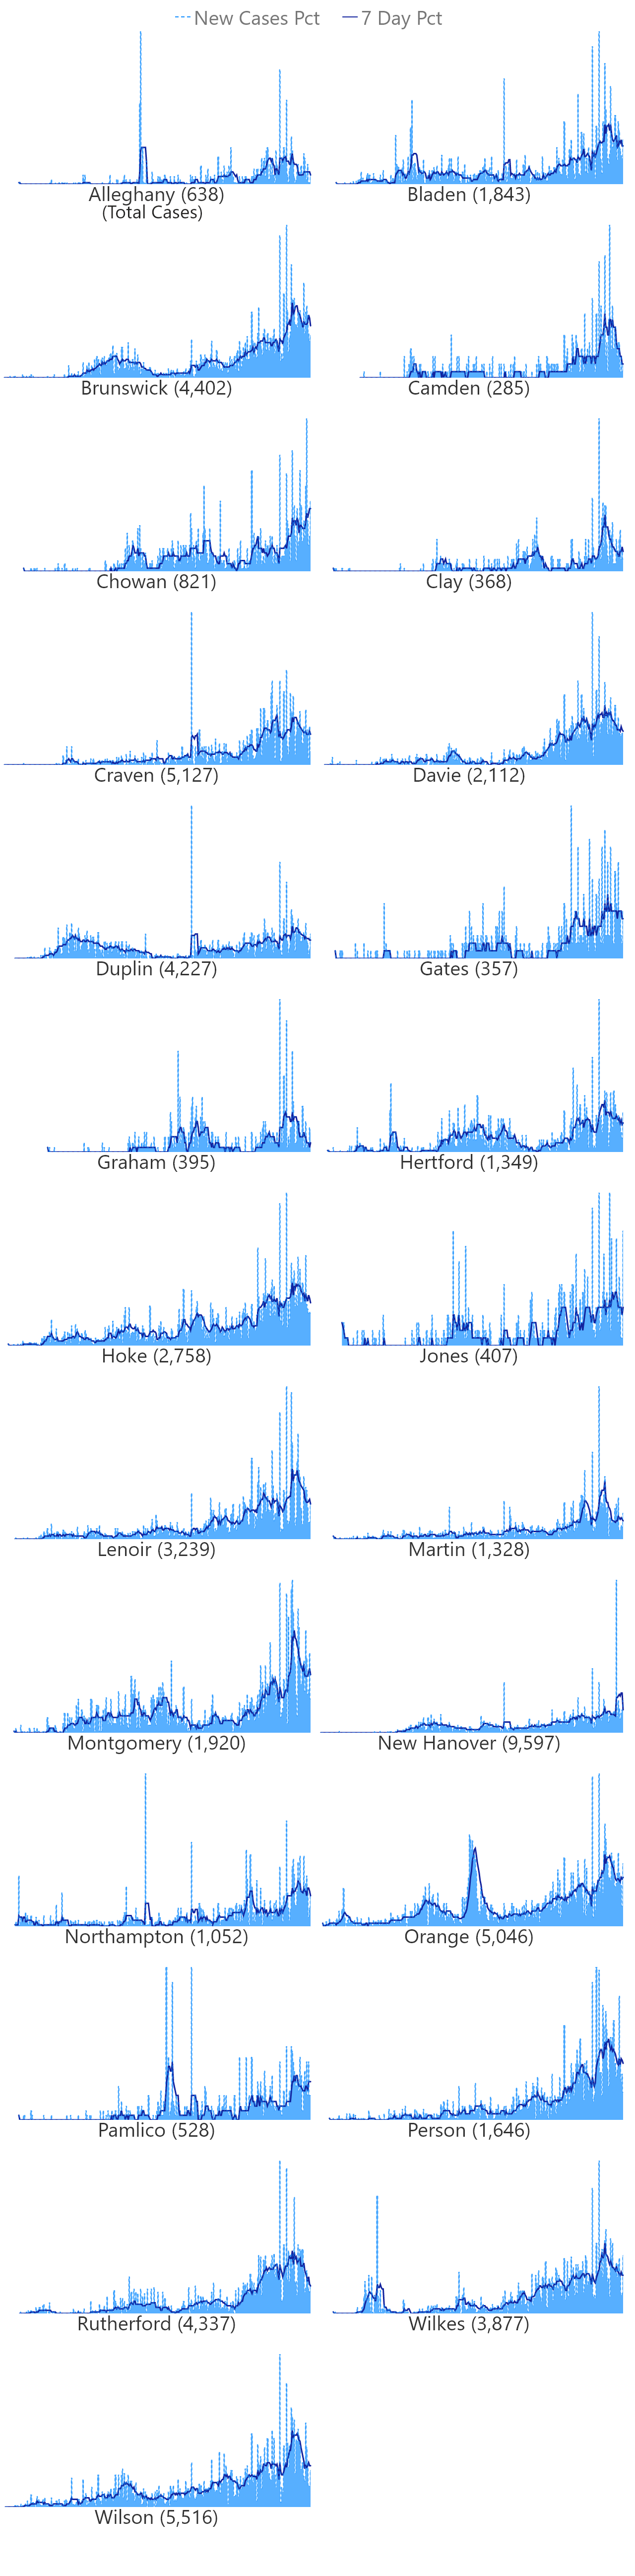 New Cases Pct 7 Day Pct
Alleghany (638) Bladen (1,843)
(Total Cases)
Brunswick (4,402) Camden (285)
Chowan (821) Clay (368)
Craven (5,127) Davie (2,112)
Duplin (4,227) Gates (357)
Graham (395) Hertford (1,349)
Hoke (2,758) Jones (407)
Lenoir (3,239) Martin (1,328)
Montgomery (1,920) New Hanover (9,597)
Northampton (1,052) Orange (5,046)
Pamlico (528) Person (1,646)
Rutherford (4,337) Wilkes (3,877)
Wilson (5,516)